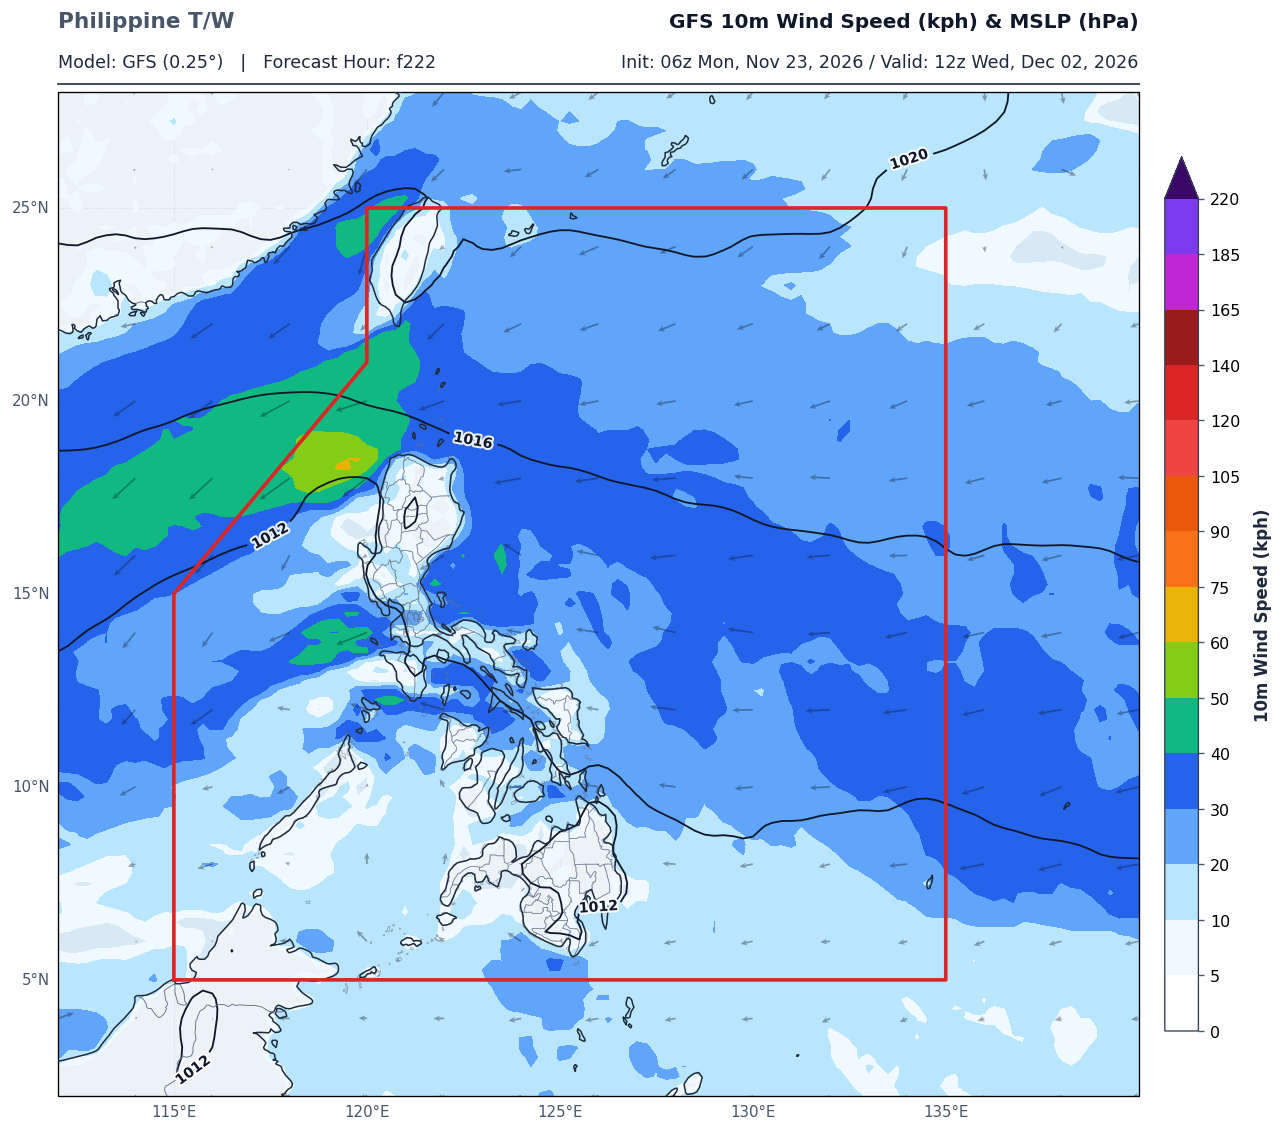 Philippine T/W
GFS 10m Wind Speed (kph) & MSLP (hPa)
Model: GFS (0.25°) | Forecast Hour: f222
Init: 06z Mon, Nov 23, 2026 / Valid: 12z Wed, Dec 02, 2026
1020
1016
1012
1012
1012
25°N
20°N
15°N
10°N
5°N
115°E
120°E
125°E
130°E
135°E
220
185
165
140
120
105
90
75
60
50
40
30
20
10
5
0
10m Wind Speed (kph)